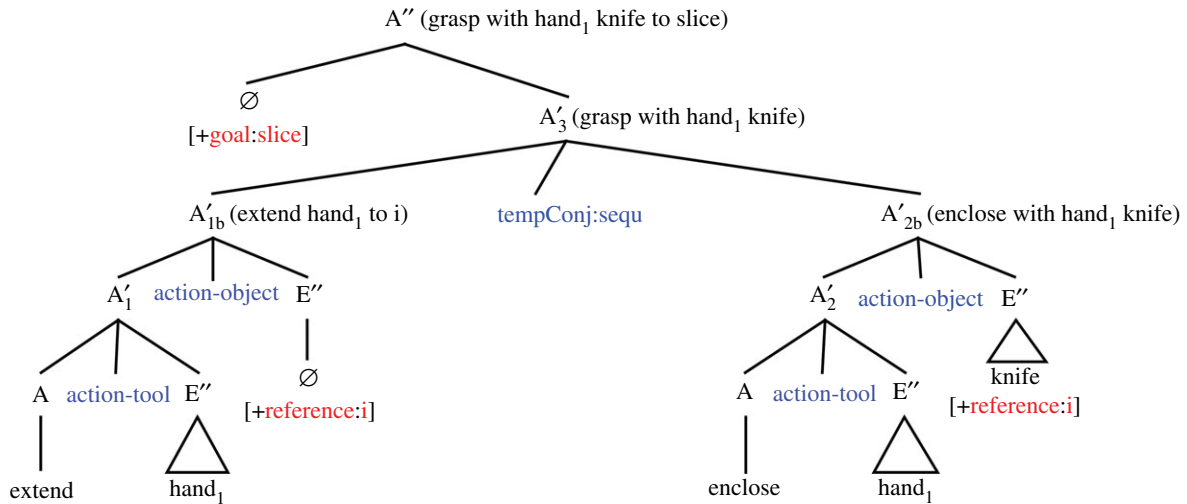 A″ (grasp with hand₁ knife to slice)
∅
[+goal:slice]
A′₃ (grasp with hand₁ knife)
A′₁b (extend hand₁ to i)
tempConj:sequ
A′₂b (enclose with hand₁ knife)
A′₁ action-object E″
A′₂ action-object E″
∅
knife
A action-tool E″
[+reference:i]
A action-tool E″
[+reference:i]
extend
hand₁
enclose
hand₁